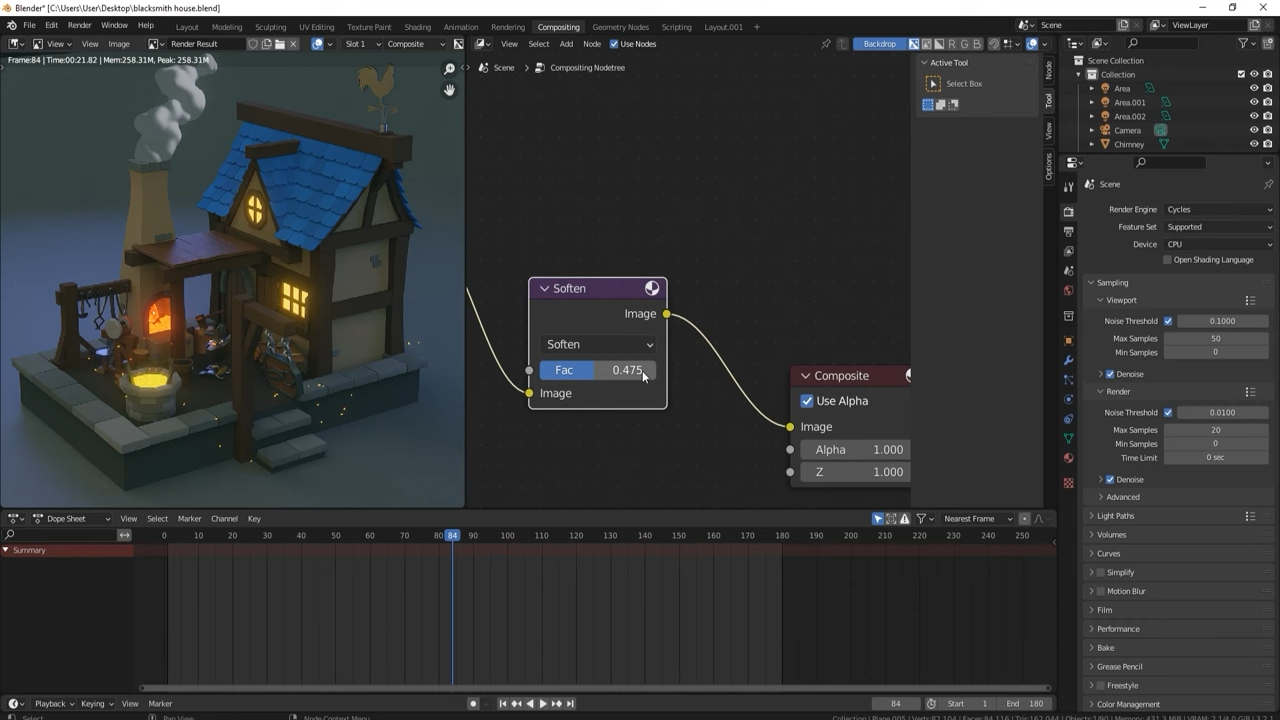 Blender* [C:\Users\User\Desktop\blacksmith house.blend]
File Edit Render Window Help Layout Modeling Sculpting UV Editing Texture Paint Shading Animation Rendering Compositing Geometry Nodes Scripting Layout.001 + Scene ViewLayer
View View Image Render Result Slot 1 Composite View Select Add Node Use Nodes Backdrop R G B
Frame:84 | Time:00:21.82 | Mem:258.31M, Peak: 258.31M
Scene > Compositing Nodetree
Active Tool
Select Box
Node
Tool
View
Options
Soften
Image
Soften
Fac 0.475
Image
Composite
Use Alpha
Image
Alpha 1.000
Z 1.000
Scene Collection
Collection
Area
Area.001
Area.002
Camera
Chimney
Scene
Render Engine Cycles
Feature Set Supported
Device CPU
Open Shading Language
Sampling
Viewport
Noise Threshold 0.1000
Max Samples 50
Min Samples 0
Denoise
Render
Noise Threshold 0.0100
Max Samples 20
Min Samples 0
Time Limit 0 sec
Denoise
Advanced
Light Paths
Volumes
Curves
Simplify
Motion Blur
Film
Performance
Bake
Grease Pencil
Freestyle
Color Management
Dope Sheet View Select Marker Channel Key Nearest Frame
0 10 20 30 40 50 60 70 80 84 90 100 110 120 130 140 150 160 170 180 190 200 210 220 230 240 250
Summary
Playback Keying View Marker 84 Start 1 End 180